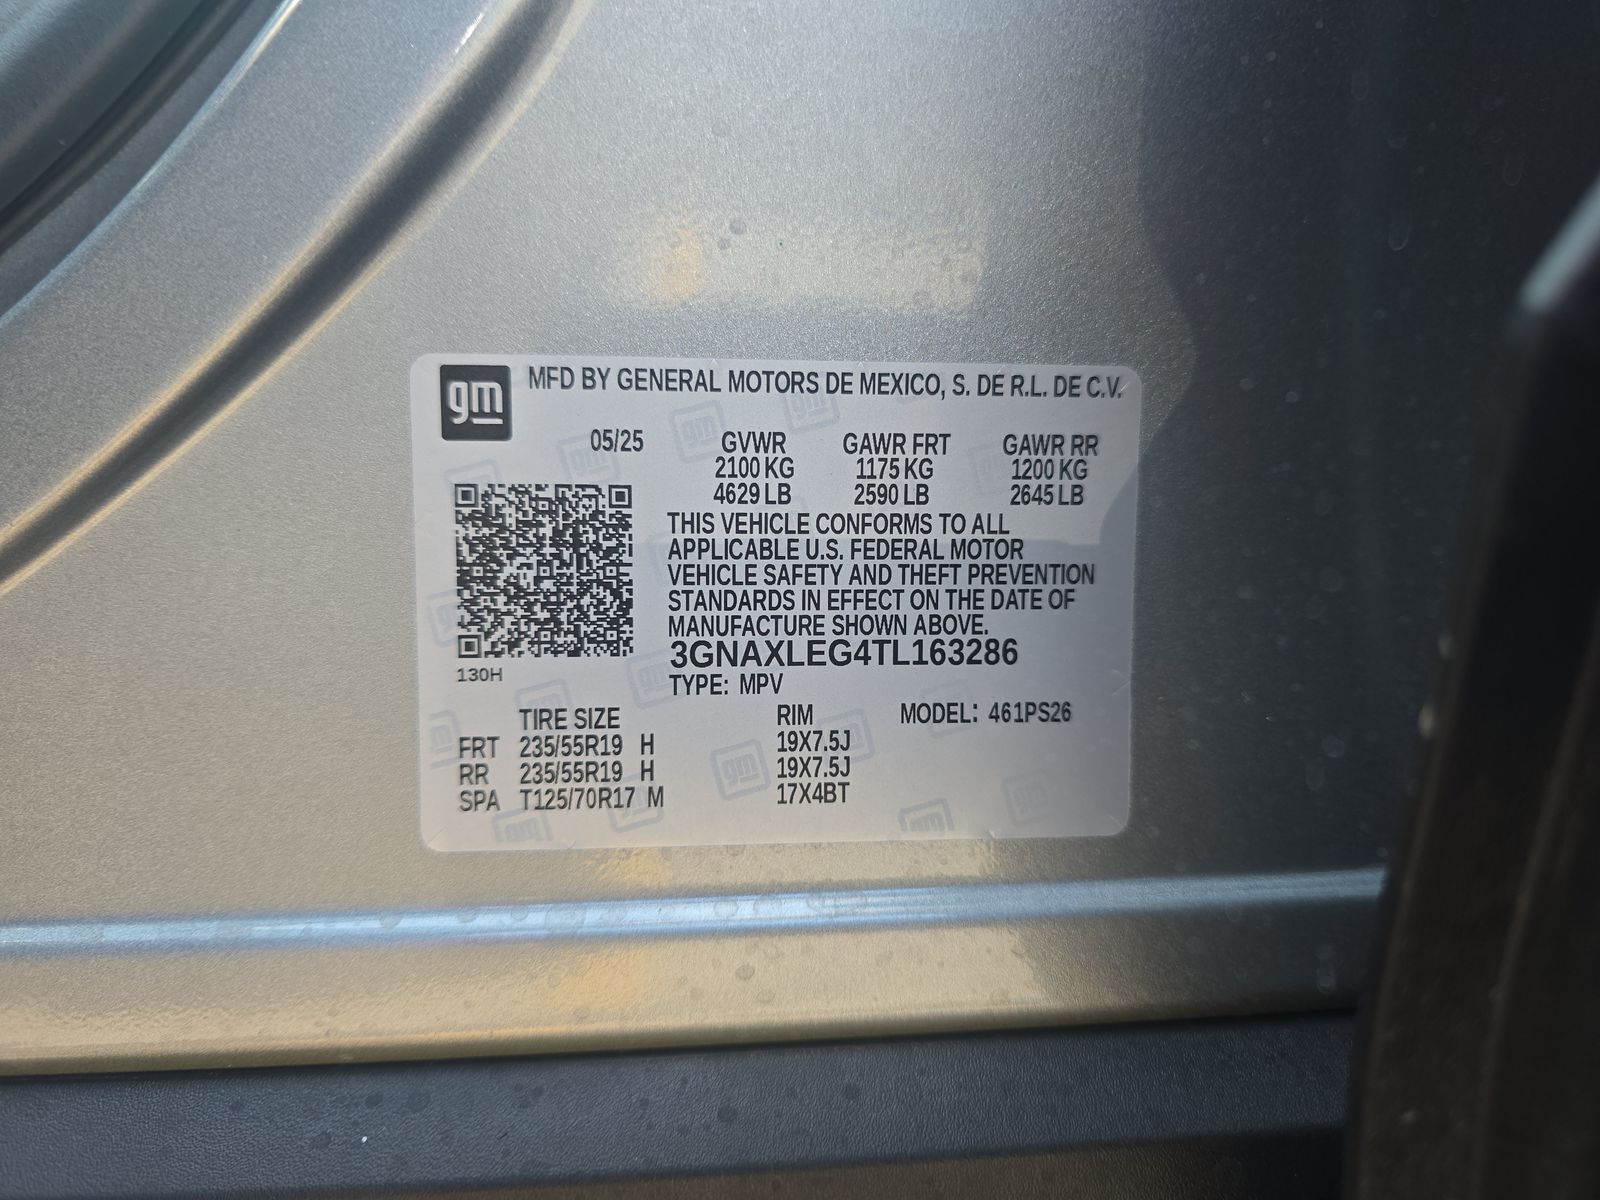 gm MFD BY GENERAL MOTORS DE MEXICO, S. DE R.L. DE C.V.
05/25 GVWR GAWR FRT GAWR RR
2100 KG 1175 KG 1200 KG
4629 LB 2590 LB 2645 LB
THIS VEHICLE CONFORMS TO ALL
APPLICABLE U.S. FEDERAL MOTOR
VEHICLE SAFETY AND THEFT PREVENTION
STANDARDS IN EFFECT ON THE DATE OF
MANUFACTURE SHOWN ABOVE.
3GNAXLEG4TL163286
130H
TYPE: MPV
TIRE SIZE RIM MODEL: 461PS26
FRT 235/55R19 H 19X7.5J
RR 235/55R19 H 19X7.5J
SPA T125/70R17 M 17X4BT